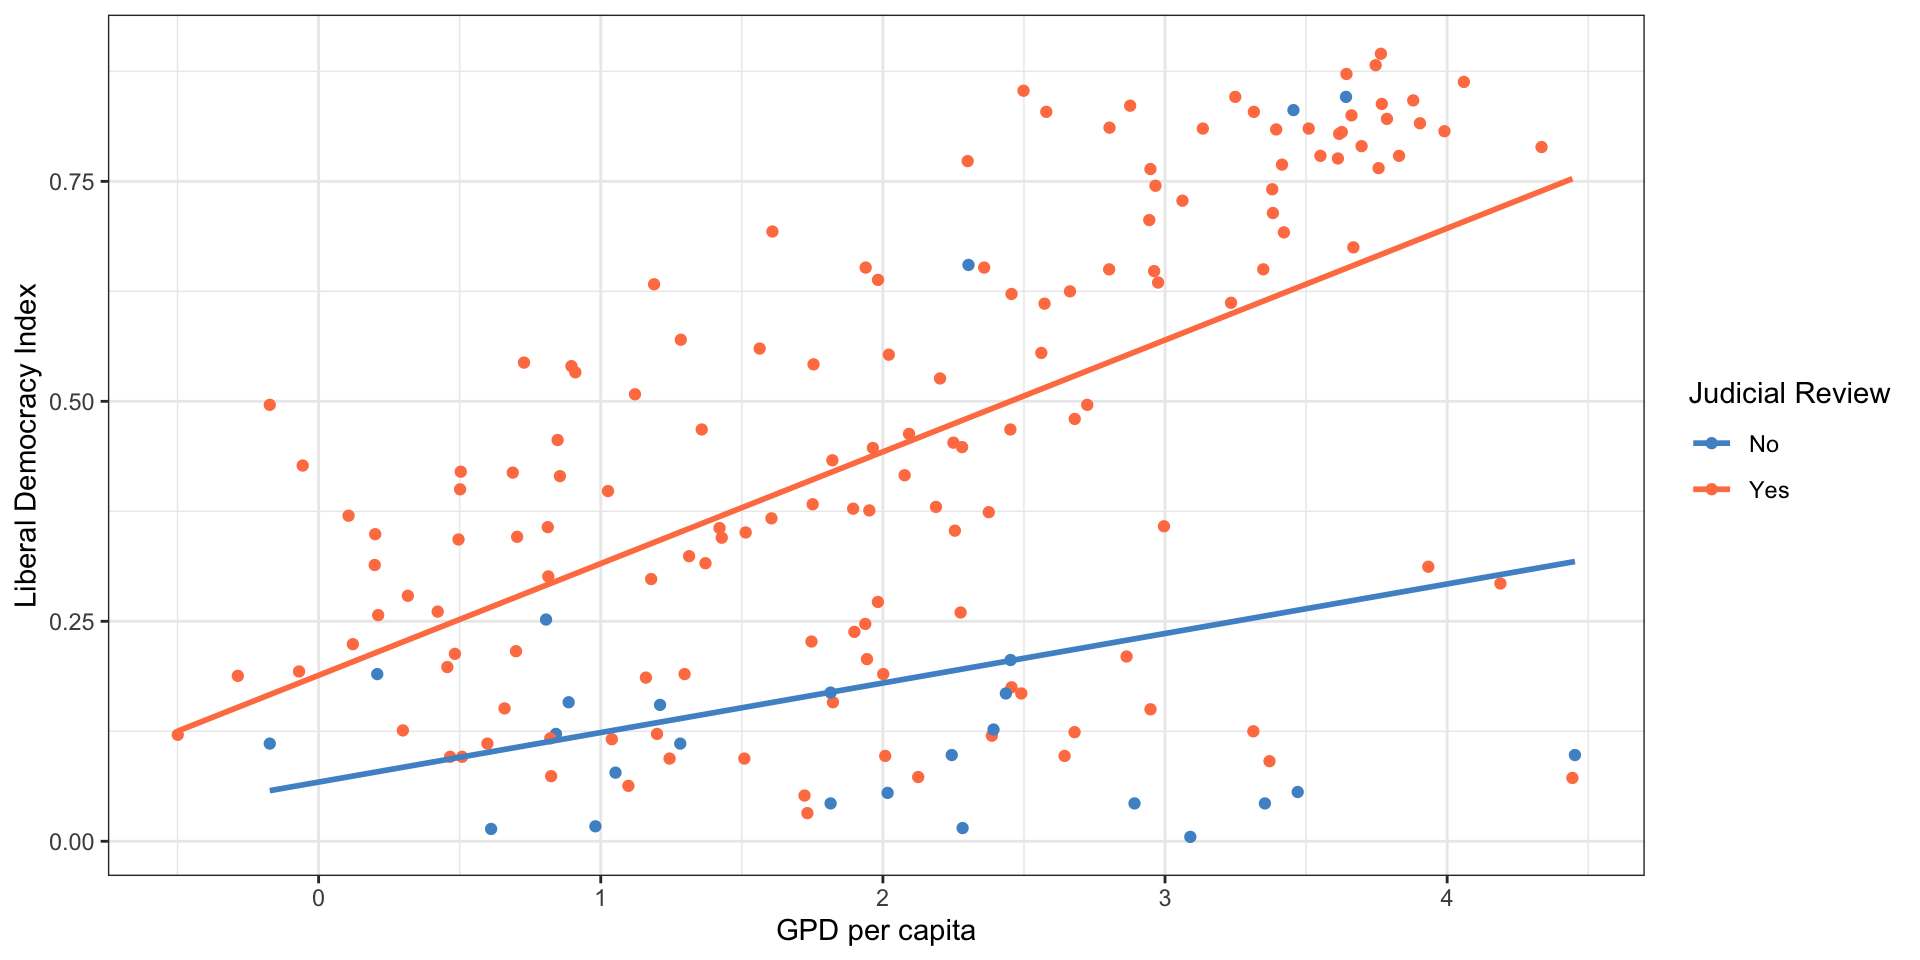 0.75
0.50
0.25
0.00
Liberal Democracy Index
0
1
2
3
4
GPD per capita
Judicial Review
No
Yes